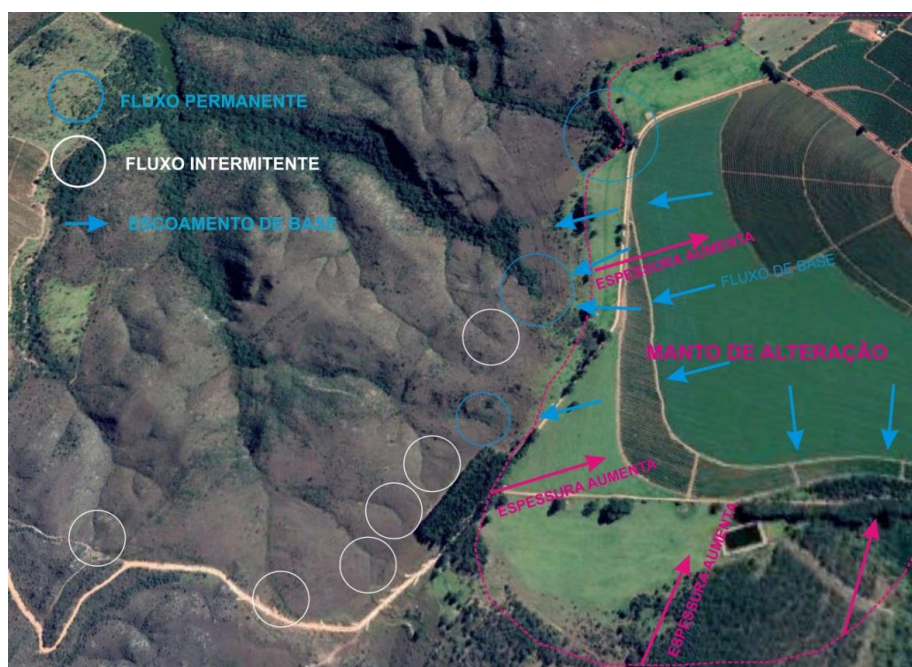 FLUXO PERMANENTE
FLUXO INTERMITENTE
ESCOAMENTO DE BASE
ESPESSURA AUMENTA
FLUXO DE BASE
MANTO DE ALTERAÇÃO
ESPESSURA AUMENTA
ESPESSURA AUMENTA